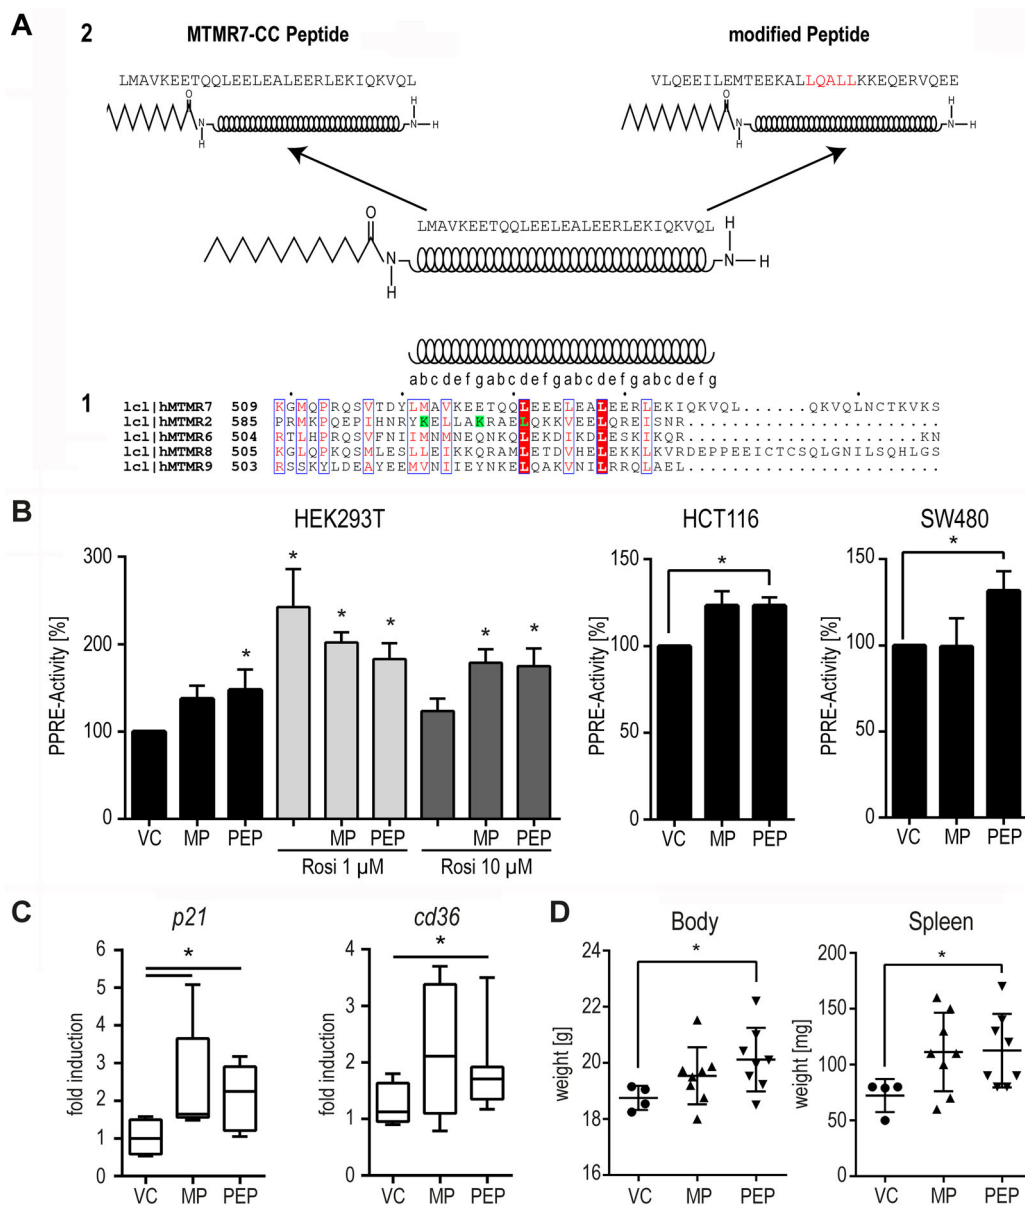 A
2
MTMR7-CC Peptide
modified Peptide
LMAVKEETQQLEELEALEERLEKIQKVQL
VLQEEILEMTEEKALLLQALLKKEQERVQEE
O
N
H
H
N
H
O
N
H
H
N
H
LMAVKEETQQLEELEALEERLEKIQKVQL
O
N
H
H
N
H
abcdefgabcdefgabcdefgabcdefg
1
lcl|hMTMR7 509 KGMQPRQSVTDYLMAVKEETQQLEEELEALEERLEKIQKVQL......QKVQLNCTKVKS
lcl|hMTMR2 585 PRMKPQEPIHNRYKELLAKRAELQKKVEELQREISNR....................
lcl|hMTMR6 504 RTLHPRQSVFNIIMNMNEQNKQLEKDIKDLESKIKQR..................KN
lcl|hMTMR8 505 KGLQPRQSMLESLLEIKKQRAMLETDVHELEKKLKVRDEPPEEICTCSQLGNILSQHLGS
lcl|hMTMR9 503 RSSKYLDEAYEEMVNIIEYNKELQAKVNILRRQLAEL....................
B
HEK293T
HCT116
SW480
PPRE-Activity [%]
300
200
100
0
*
*
*
*
*
*
VC MP PEP MP PEP MP PEP
Rosi 1 µM Rosi 10 µM
PPRE-Activity [%]
150
100
50
0
*
VC MP PEP
PPRE-Activity [%]
150
100
50
0
*
VC MP PEP
C
p21
cd36
fold induction
6
5
4
3
2
1
0
*
VC MP PEP
fold induction
4
3
2
1
0
*
VC MP PEP
D
Body
Spleen
weight [g]
24
22
20
18
16
*
VC MP PEP
weight [mg]
200
150
100
50
0
*
VC MP PEP